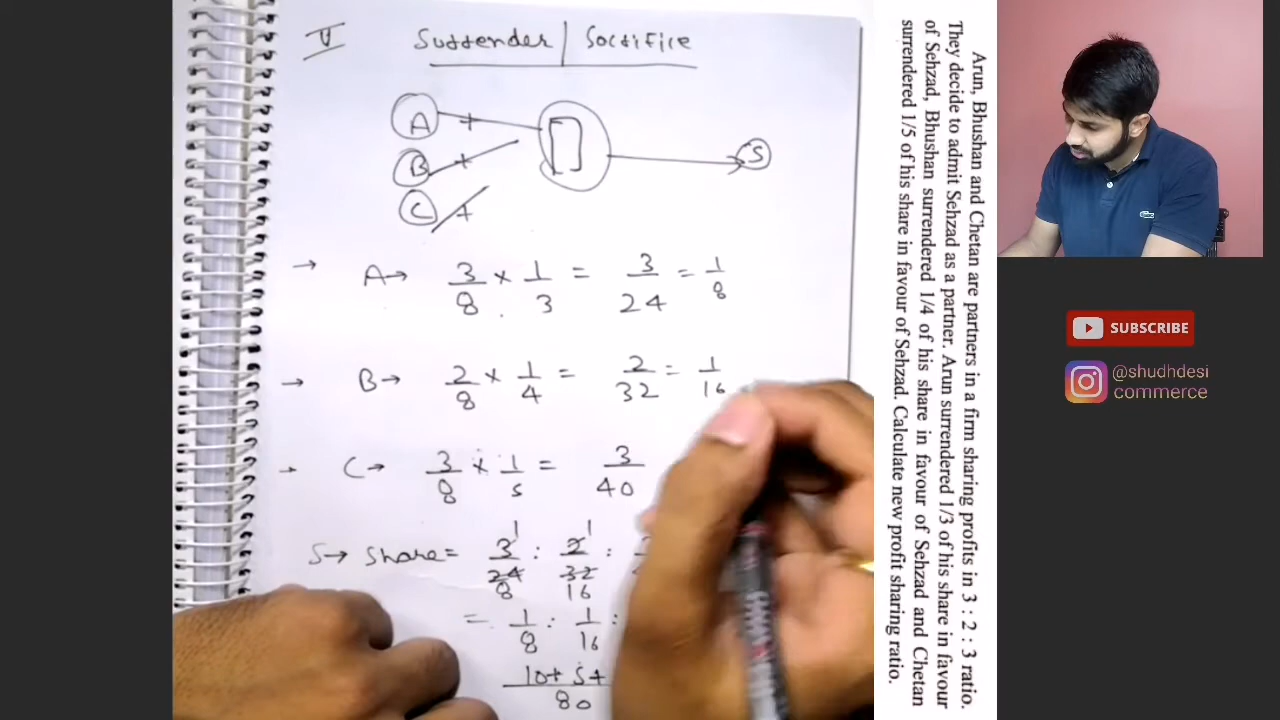 V Surrender | Sacrifice
A + S
B +
C +
→ A→ 3/8 × 1/3 = 3/24 = 1/8
→ B→ 2/8 × 1/4 = 2/32 = 1/16
→ C→ 3/8 × 1/5 = 3/40
1 1
S→ Share = 3/24 : 2/32 :
8 16
= 1/8 : 1/16 :
10+ 5+
80
Arun, Bhushan and Chetan are partners in a firm sharing profits in 3 : 2 : 3 ratio.
They decide to admit Sehzad as a partner. Arun surrendered 1/3 of his share in favour
of Sehzad, Bhushan surrendered 1/4 of his share in favour of Sehzad and Chetan
surrendered 1/5 of his share in favour of Sehzad. Calculate new profit sharing ratio.
SUBSCRIBE
@shudhdesi
commerce